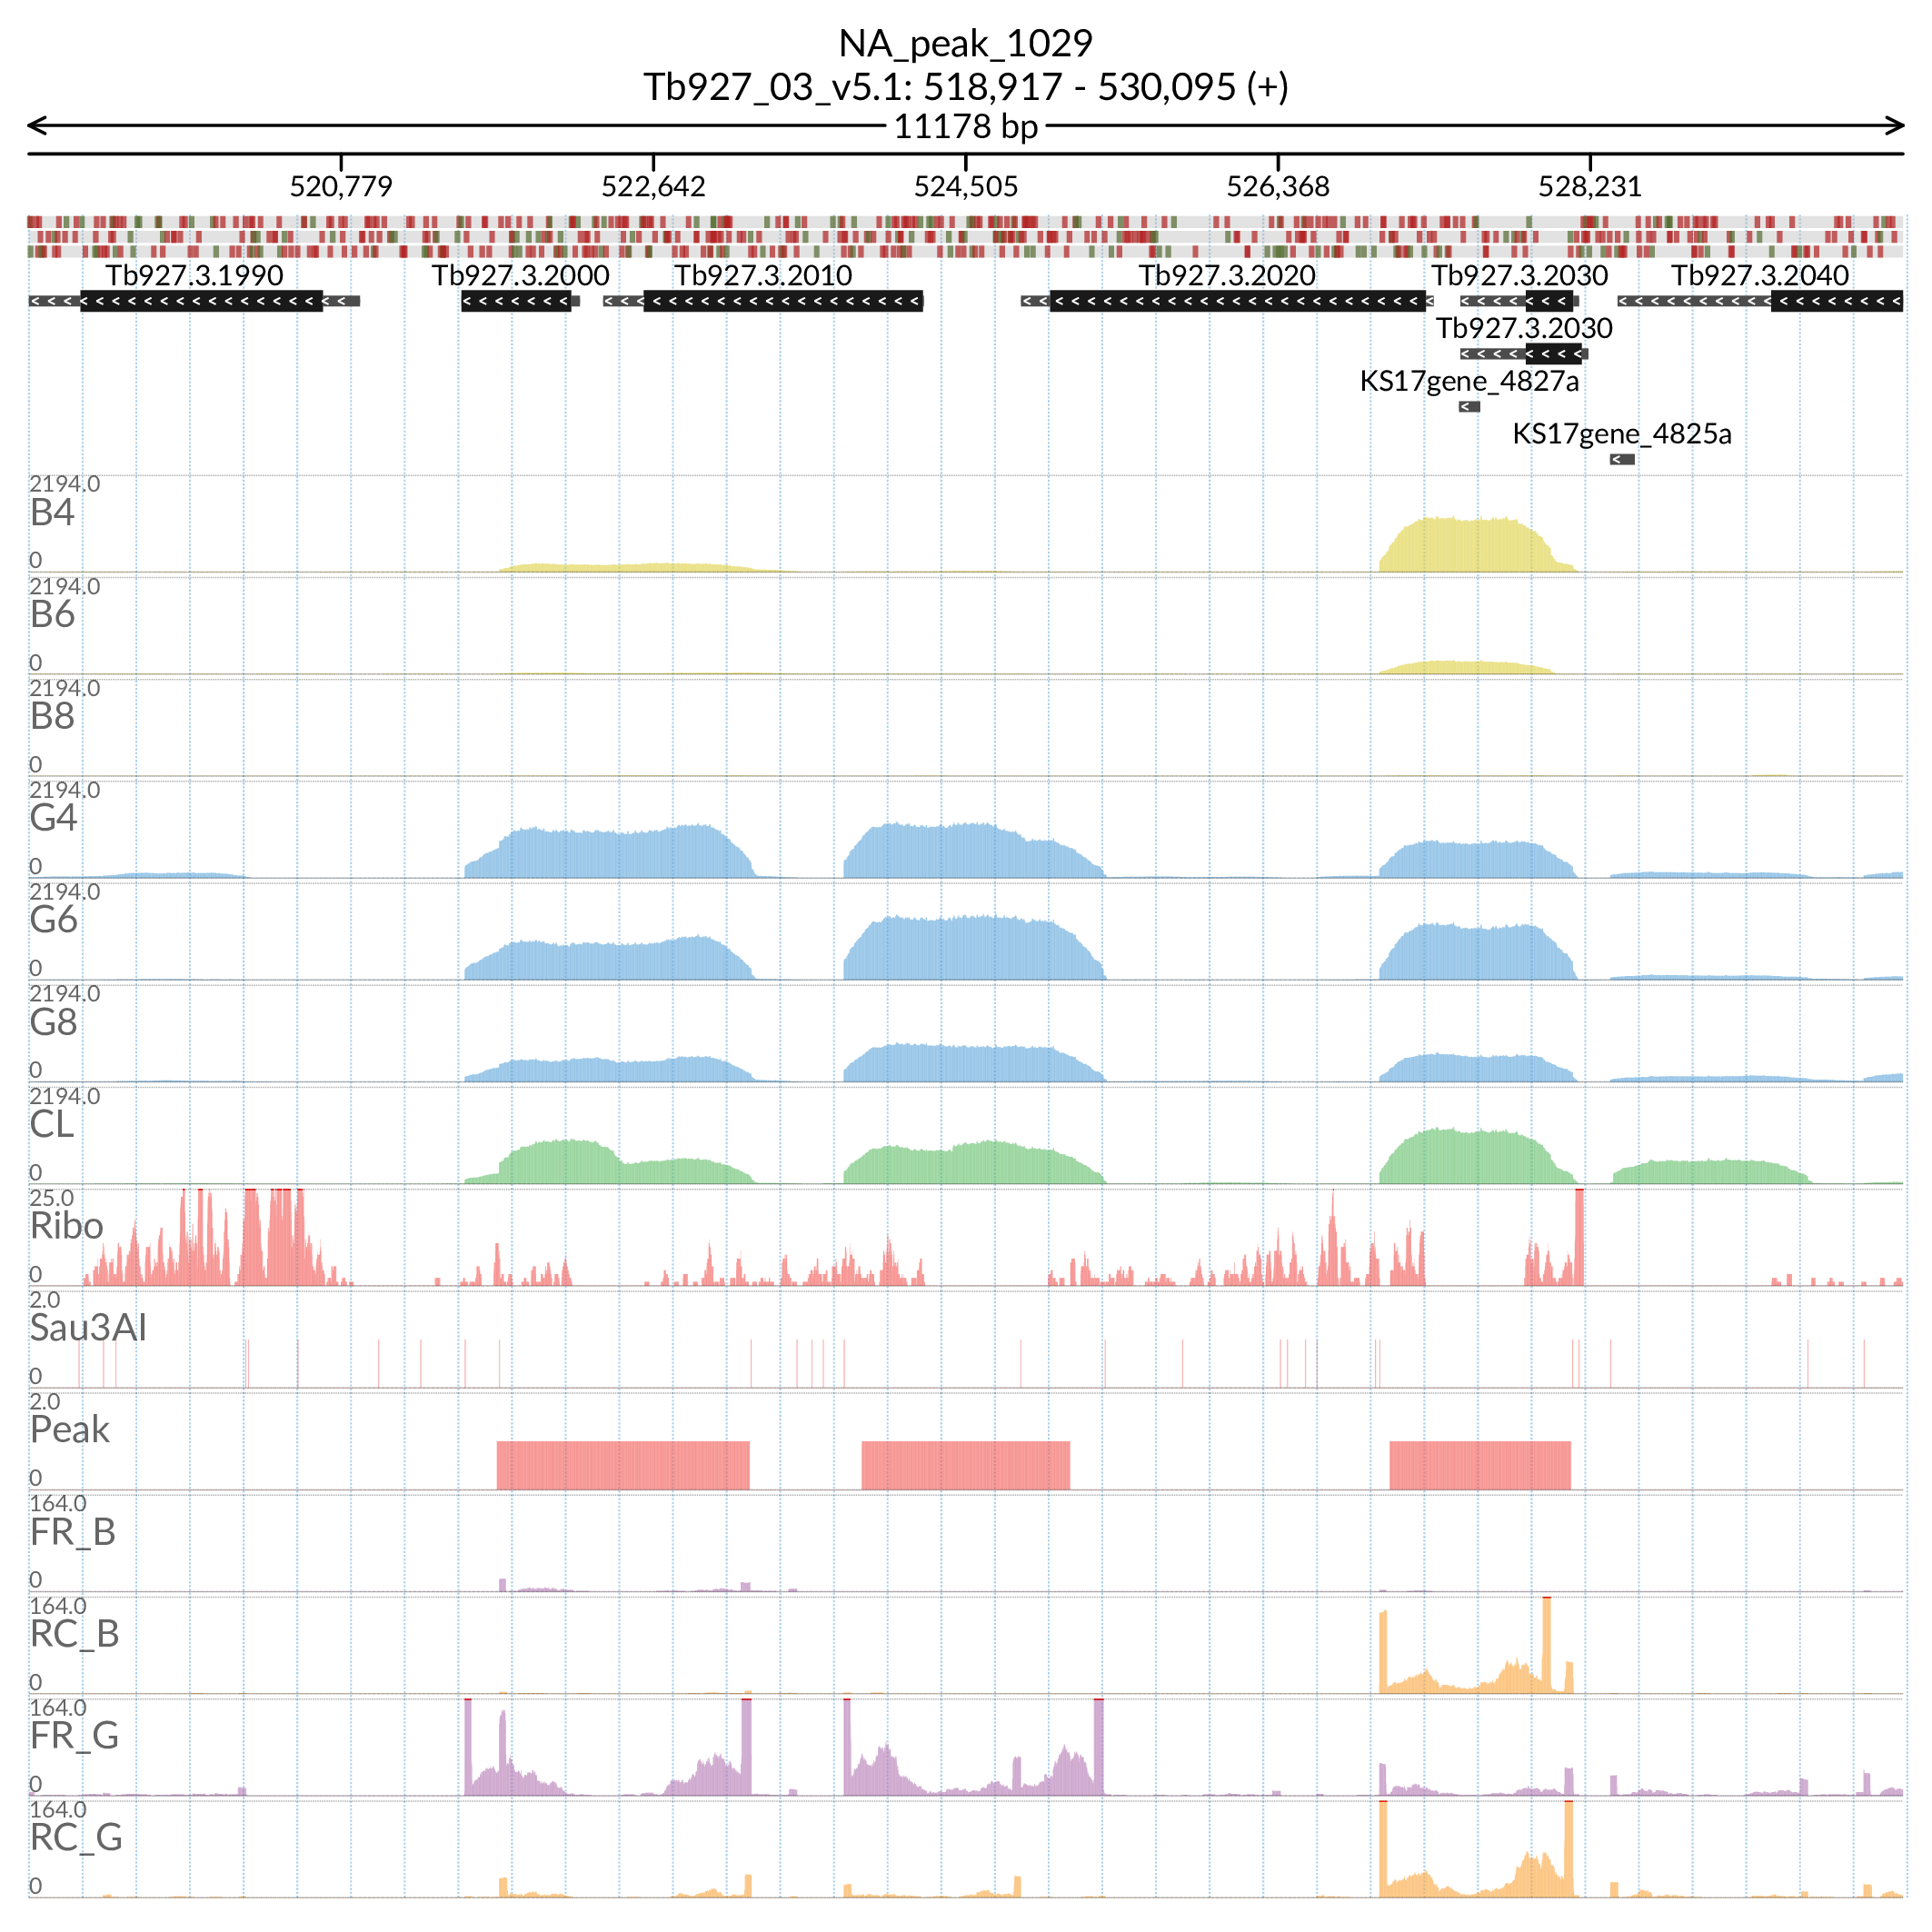 NA_peak_1029
Tb927_03_v5.1: 518,917 - 530,095 (+)
11178 bp
520,779 522,642 524,505 526,368 528,231
Tb927.3.1990 Tb927.3.2000 Tb927.3.2010 Tb927.3.2020 Tb927.3.2030 Tb927.3.2040
Tb927.3.2030
KS17gene_4827a
KS17gene_4825a
2194.0
B4
0
2194.0
B6
0
2194.0
B8
0
2194.0
G4
0
2194.0
G6
0
2194.0
G8
0
2194.0
CL
0
25.0
Ribo
0
2.0
Sau3AI
0
2.0
Peak
0
164.0
FR_B
0
164.0
RC_B
0
164.0
FR_G
0
164.0
RC_G
0